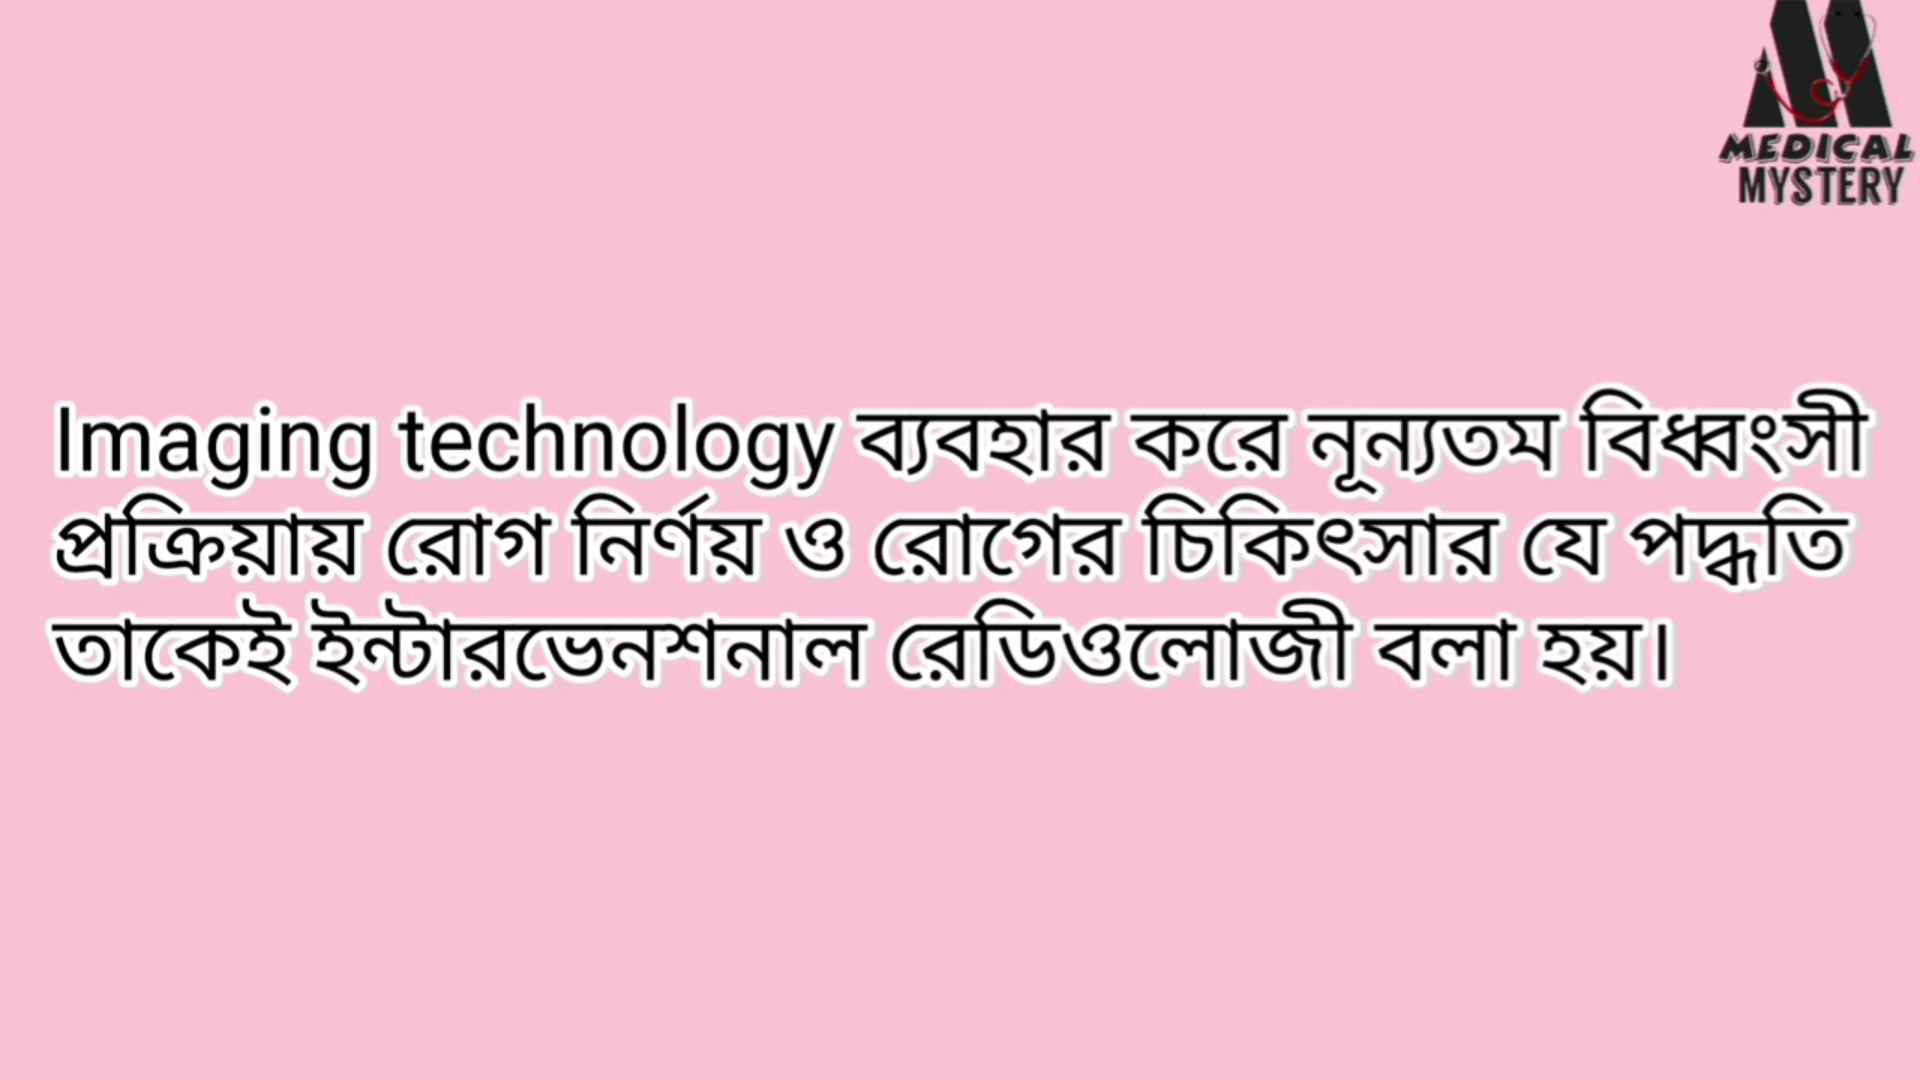 MEDICAL
MYSTERY
Imaging technology ব্যবহার করে নূন্যতম বিধ্বংসী
প্রক্রিয়ায় রোগ নির্ণয় ও রোগের চিকিৎসার যে পদ্ধতি
তাকেই ইন্টারভেনশনাল রেডিওলোজী বলা হয়।